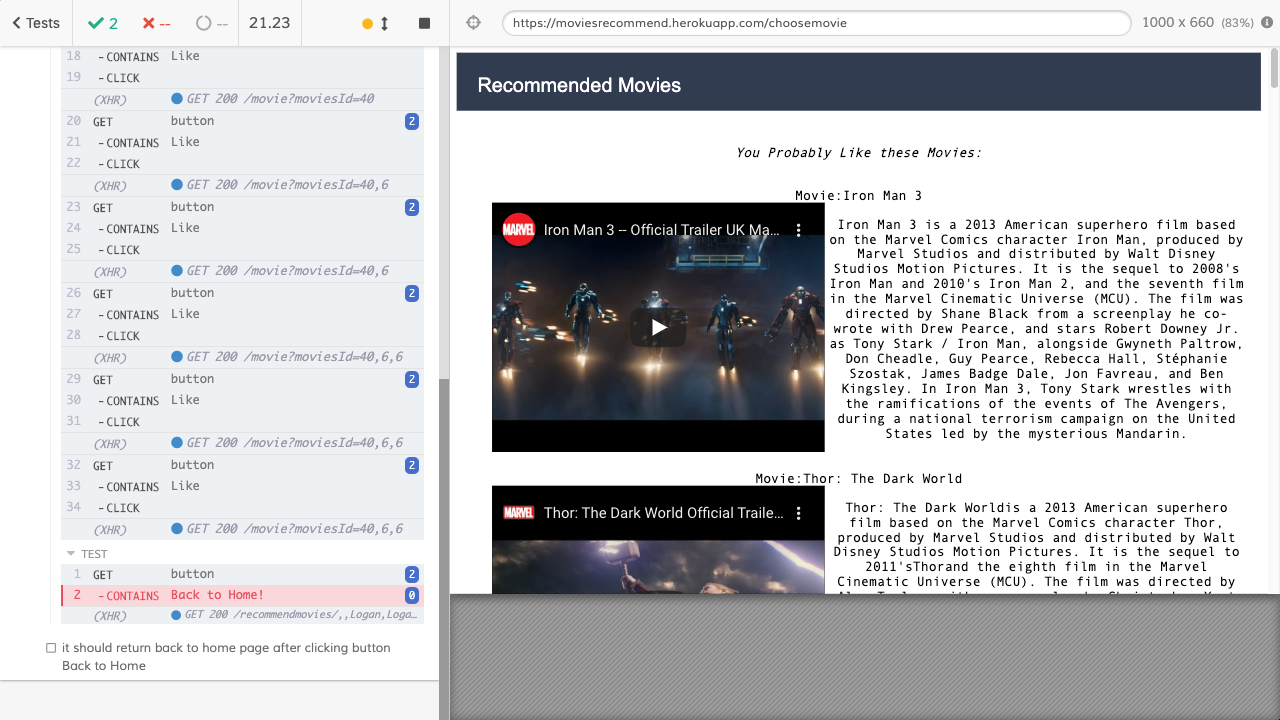 Tests
2
--
--
21.23
https://moviesrecommend.herokuapp.com/choosemovie
1000 x 660 (83%)
18 -CONTAINS Like
19 -CLICK
(XHR) GET 200 /movie?moviesId=40
20 GET button 2
21 -CONTAINS Like
22 -CLICK
(XHR) GET 200 /movie?moviesId=40,6
23 GET button 2
24 -CONTAINS Like
25 -CLICK
(XHR) GET 200 /movie?moviesId=40,6
26 GET button 2
27 -CONTAINS Like
28 -CLICK
(XHR) GET 200 /movie?moviesId=40,6,6
29 GET button 2
30 -CONTAINS Like
31 -CLICK
(XHR) GET 200 /movie?moviesId=40,6,6
32 GET button 2
33 -CONTAINS Like
34 -CLICK
(XHR) GET 200 /movie?moviesId=40,6,6
TEST
1 GET button 2
2 -CONTAINS Back to Home! 0
(XHR) GET 200 /recommendmovies/,,Logan,Loga…
it should return back to home page after clicking button
Back to Home
Recommended Movies
You Probably Like these Movies:
Movie:Iron Man 3
MARVEL Iron Man 3 -- Official Trailer UK Ma...
Iron Man 3 is a 2013 American superhero film based
on the Marvel Comics character Iron Man, produced by
Marvel Studios and distributed by Walt Disney
Studios Motion Pictures. It is the sequel to 2008's
Iron Man and 2010's Iron Man 2, and the seventh film
in the Marvel Cinematic Universe (MCU). The film was
directed by Shane Black from a screenplay he co-
wrote with Drew Pearce, and stars Robert Downey Jr.
as Tony Stark / Iron Man, alongside Gwyneth Paltrow,
Don Cheadle, Guy Pearce, Rebecca Hall, Stéphanie
Szostak, James Badge Dale, Jon Favreau, and Ben
Kingsley. In Iron Man 3, Tony Stark wrestles with
the ramifications of the events of The Avengers,
during a national terrorism campaign on the United
States led by the mysterious Mandarin.
Movie:Thor: The Dark World
MARVEL Thor: The Dark World Official Traile...
Thor: The Dark Worldis a 2013 American superhero
film based on the Marvel Comics character Thor,
produced by Marvel Studios and distributed by Walt
Disney Studios Motion Pictures. It is the sequel to
2011'sThorand the eighth film in the Marvel
Cinematic Universe (MCU). The film was directed by